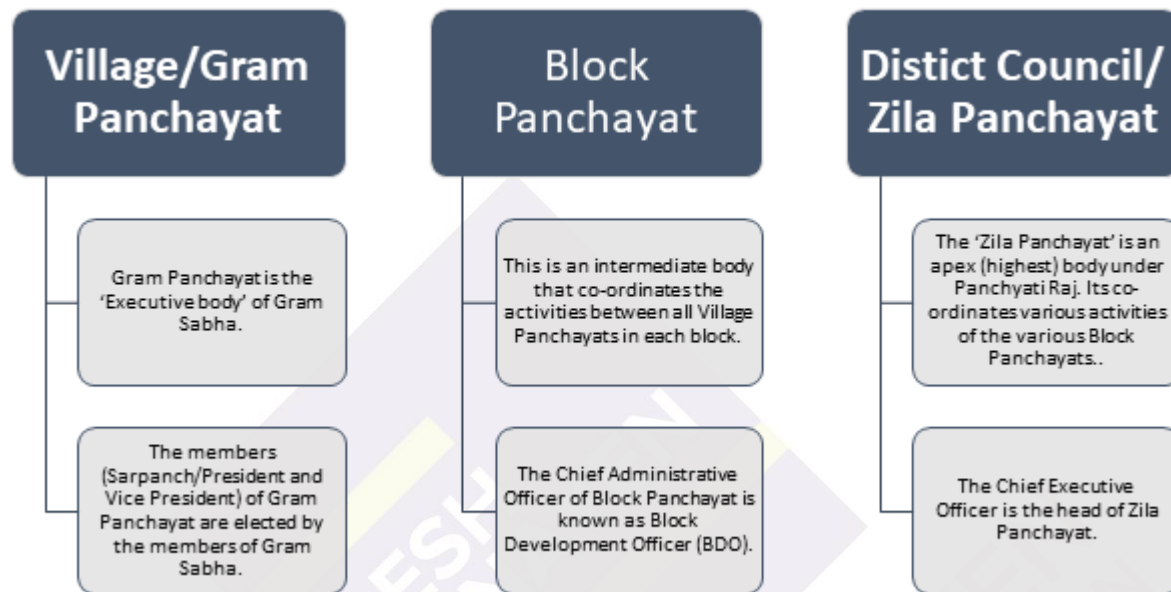 Village/Gram
Panchayat
Gram Panchayat is the
‘Executive body’ of Gram
Sabha.
The members
(Sarpanch/President and
Vice President) of Gram
Panchayat are elected by
the members of Gram
Sabha.
Block
Panchayat
This is an intermediate body
that co-ordinates the
activities between all Village
Panchayats in each block.
The Chief Administrative
Officer of Block Panchayat is
known as Block
Development Officer (BDO).
Distict Council/
Zila Panchayat
The ‘Zila Panchayat’ is an
apex (highest) body under
Panchyati Raj. Its co-
ordinates various activities
of the various Block
Panchayats..
The Chief Executive
Officer is the head of Zila
Panchayat.